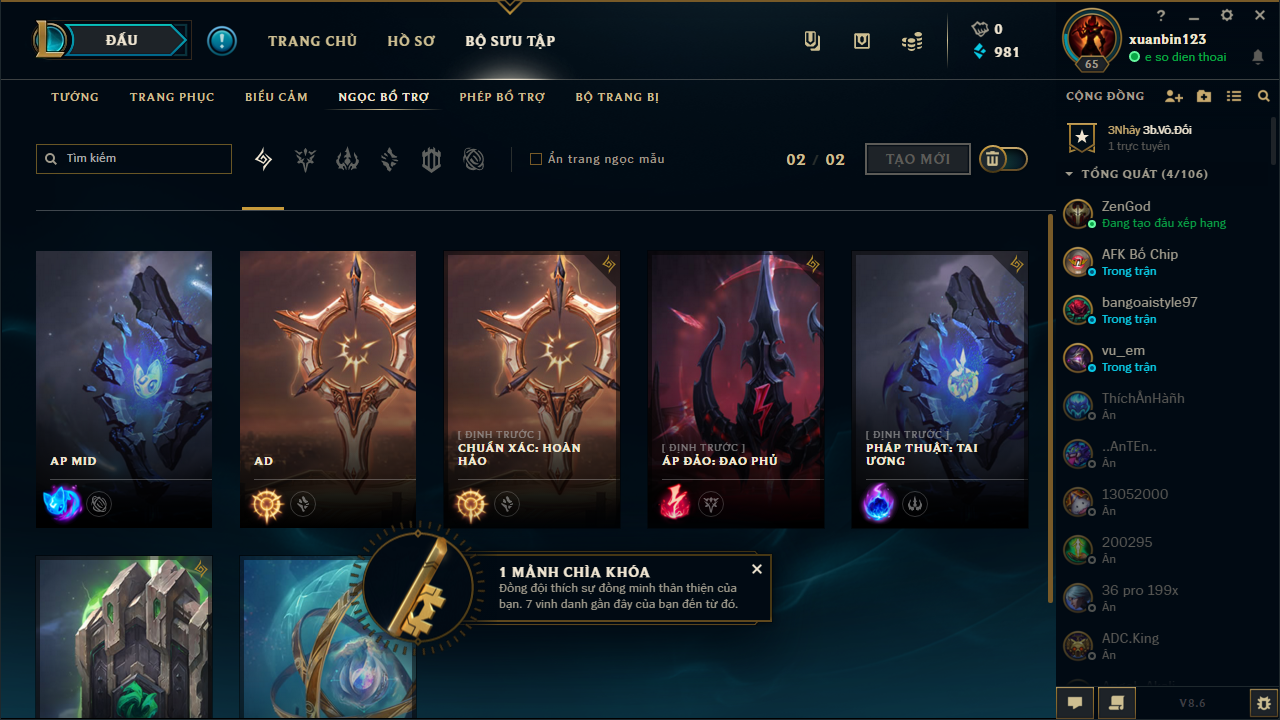 ĐẤU
TRANG CHỦ
HỒ SƠ
BỘ SƯU TẬP
0
981
65
xuanbin123
e so dien thoai
TƯỚNG
TRANG PHỤC
BIỂU CẢM
NGỌC BỔ TRỢ
PHÉP BỔ TRỢ
BỘ TRANG BỊ
Tìm kiếm
Ẩn trang ngọc mẫu
02 / 02
TẠO MỚI
AP MID
AD
[ ĐỊNH TRƯỚC ]
CHUẨN XÁC: HOÀN
HẢO
[ ĐỊNH TRƯỚC ]
ÁP ĐẢO: ĐAO PHỦ
[ ĐỊNH TRƯỚC ]
PHÁP THUẬT: TAI
ƯƠNG
1 MẢNH CHÌA KHÓA
Đồng đội thích sự đồng minh thân thiện của
bạn. 7 vinh danh gần đây của bạn đến từ đó.
CỘNG ĐỒNG
3Nhây 3b.Vô.Đối
1 trực tuyến
TỔNG QUÁT (4/106)
ZenGod
Đang tạo đấu xếp hạng
AFK Bố Chip
Trong trận
bangoaistyle97
Trong trận
vu_em
Trong trận
ThíchẨnHàñh
Ẩn
..AnTEn..
Ẩn
13052000
Ẩn
200295
Ẩn
36 pro 199x
Ẩn
ADC.King
Ẩn
V8.6